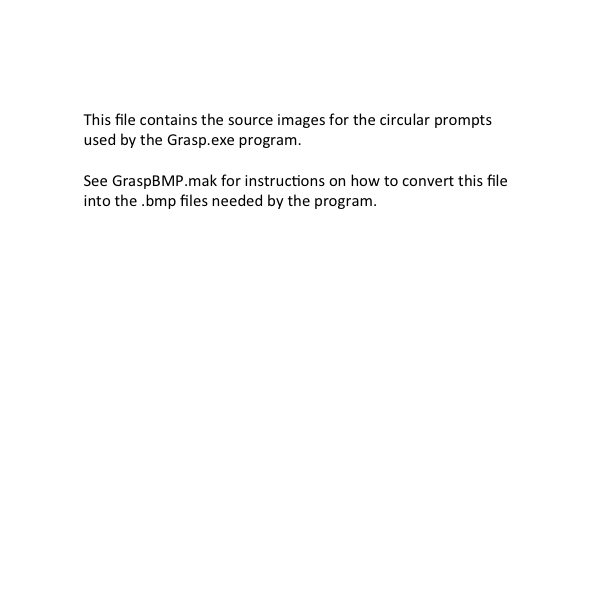 This file contains the source images for the circular prompts
used by the Grasp.exe program.
See GraspBMP.mak for instructions on how to convert this file
into the .bmp files needed by the program.